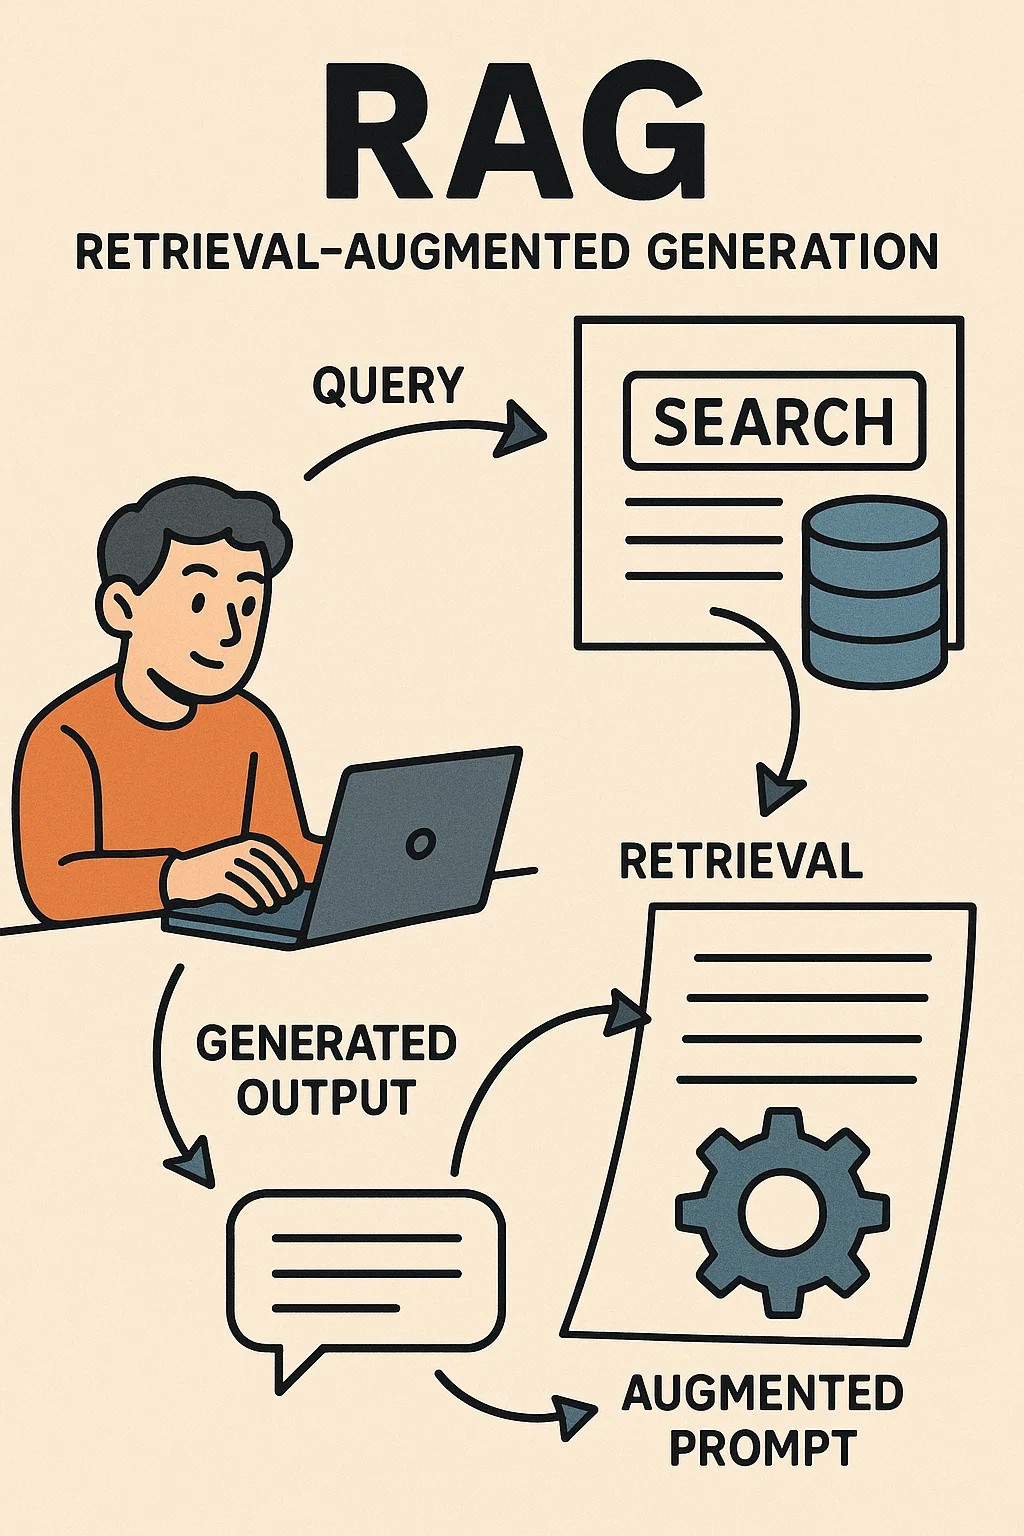 RAG
RETRIEVAL–AUGMENTED GENERATION
QUERY
SEARCH
RETRIEVAL
GENERATED
OUTPUT
AUGMENTED
PROMPT